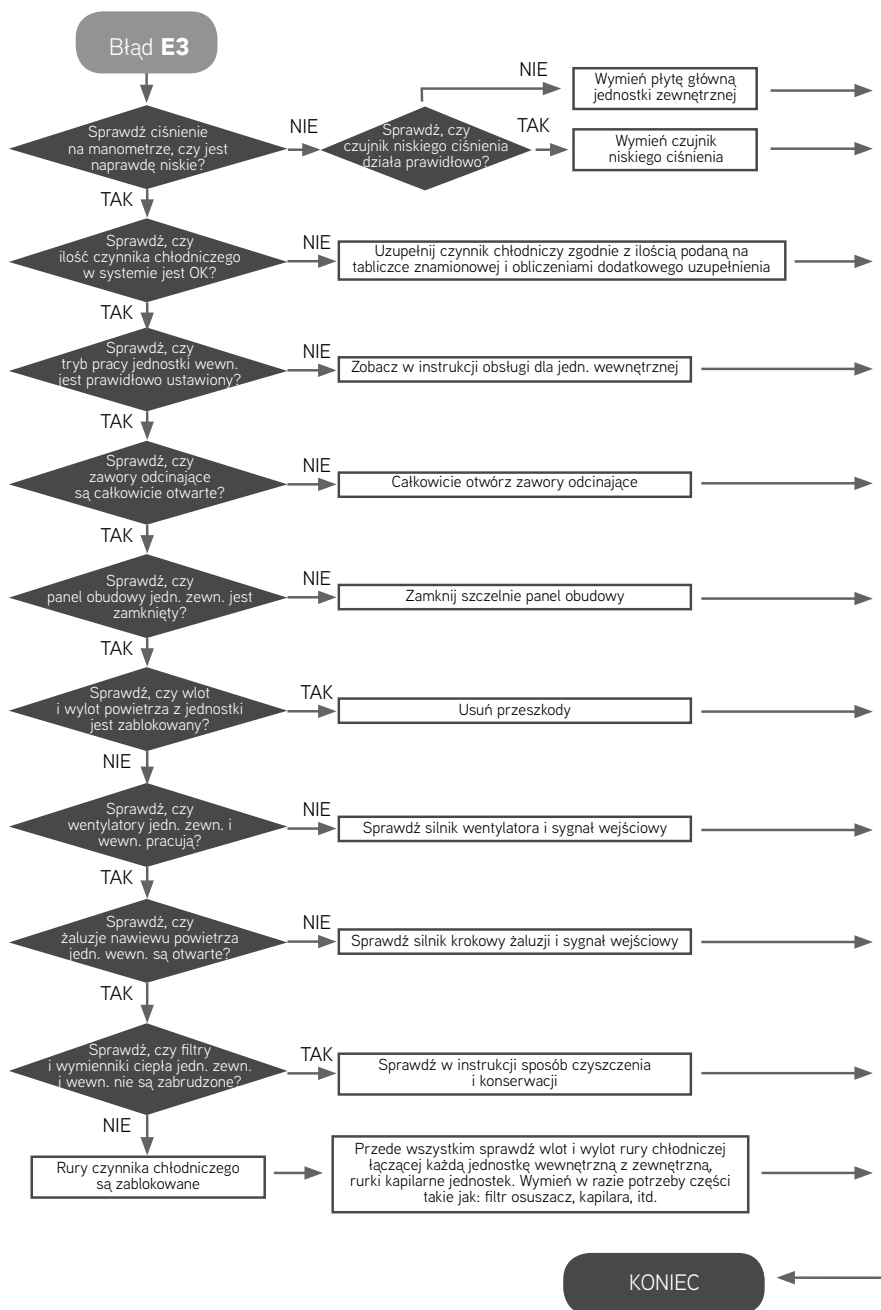 Błąd E3
NIE
Wymień płytę główną
jednostki zewnętrznej
Sprawdź ciśnienie
na manometrze, czy jest
naprawdę niskie?
NIE
Sprawdź, czy
czujnik niskiego ciśnienia
działa prawidłowo?
TAK
Wymień czujnik
niskiego ciśnienia
TAK
Sprawdź, czy
ilość czynnika chłodniczego
w systemie jest OK?
NIE
Uzupełnij czynnik chłodniczy zgodnie z ilością podaną na
tabliczce znamionowej i obliczeniami dodatkowego uzupełnienia
TAK
Sprawdź, czy
tryb pracy jednostki wewn.
jest prawidłowo ustawiony?
NIE
Zobacz w instrukcji obsługi dla jedn. wewnętrznej
TAK
Sprawdź, czy
zawory odcinające
są całkowicie otwarte?
NIE
Całkowicie otwórz zawory odcinające
TAK
Sprawdź, czy
panel obudowy jedn. zewn. jest
zamknięty?
NIE
Zamknij szczelnie panel obudowy
TAK
Sprawdź, czy wlot
i wylot powietrza z jednostki
jest zablokowany?
TAK
Usuń przeszkody
NIE
Sprawdź, czy
wentylatory jedn. zewn. i
wewn. pracują?
NIE
Sprawdź silnik wentylatora i sygnał wejściowy
TAK
Sprawdź, czy
żaluzje nawiewu powietrza
jedn. wewn. są otwarte?
NIE
Sprawdź silnik krokowy żaluzji i sygnał wejściowy
TAK
Sprawdź, czy filtry
i wymienniki ciepła jedn. zewn.
i wewn. nie są zabrudzone?
TAK
Sprawdź w instrukcji sposób czyszczenia
i konserwacji
NIE
Rury czynnika chłodniczego
są zablokowane
Przede wszystkim sprawdź wlot i wylot rury chłodniczej
łączącej każdą jednostkę wewnętrzną z zewnętrzną,
rurki kapilarne jednostek. Wymień w razie potrzeby części
takie jak: filtr osuszacz, kapilara, itd.
KONIEC